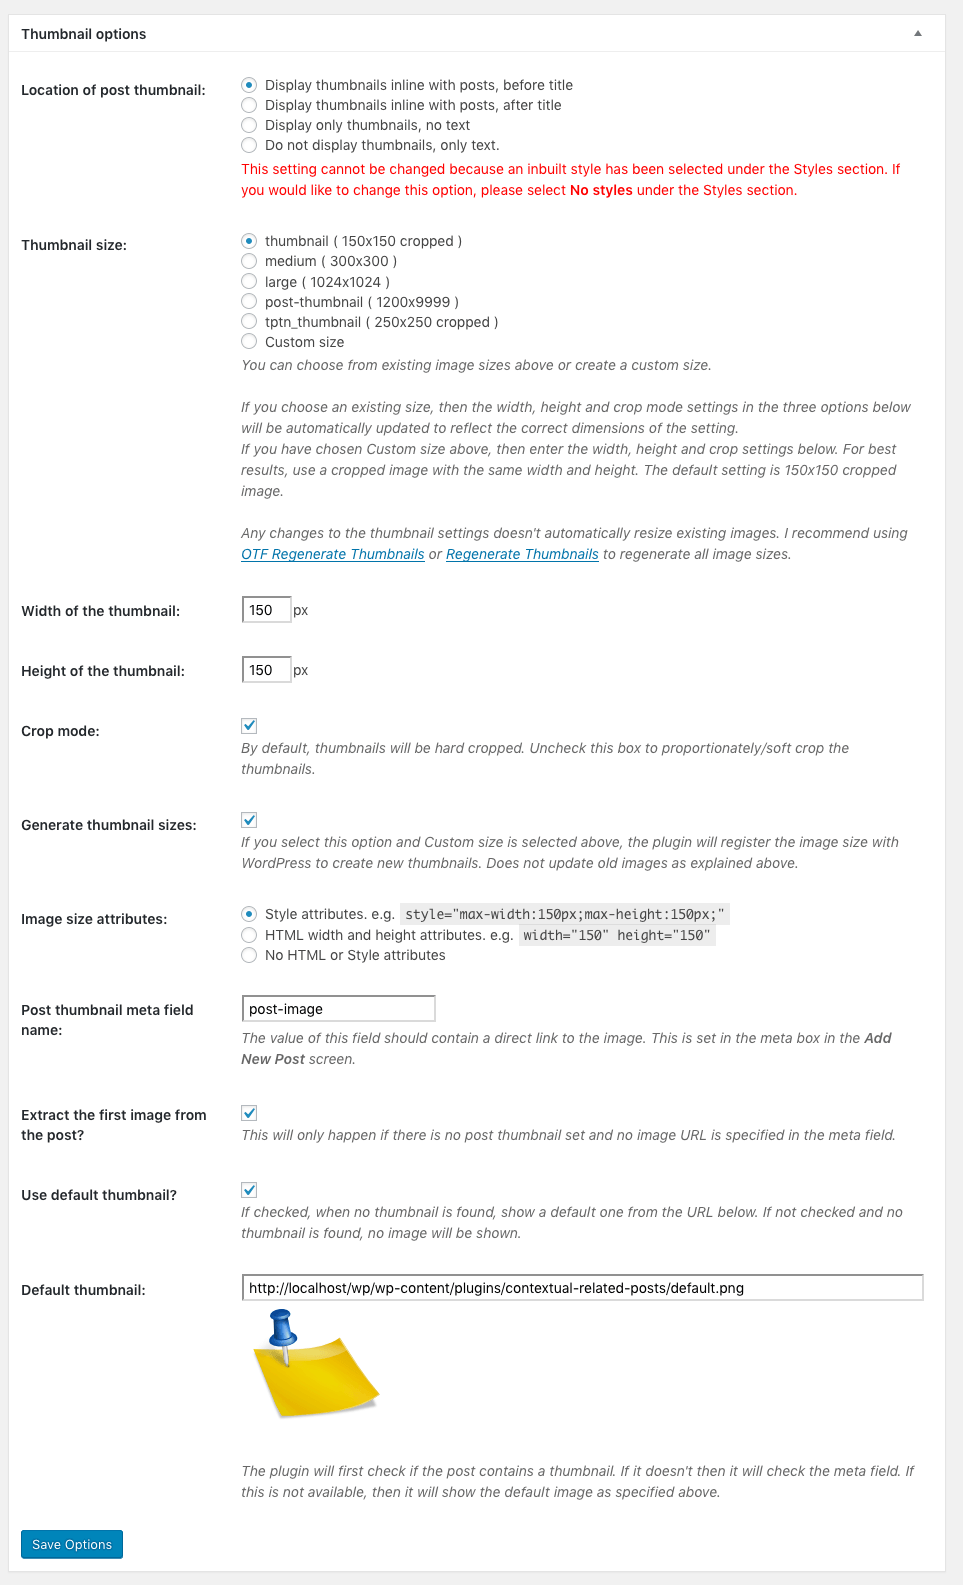 Thumbnail options
Location of post thumbnail:
Display thumbnails inline with posts, before title
Display thumbnails inline with posts, after title
Display only thumbnails, no text
Do not display thumbnails, only text.
This setting cannot be changed because an inbuilt style has been selected under the Styles section. If
you would like to change this option, please select No styles under the Styles section.
Thumbnail size:
thumbnail ( 150x150 cropped )
medium ( 300x300 )
large ( 1024x1024 )
post-thumbnail ( 1200x9999 )
tptn_thumbnail ( 250x250 cropped )
Custom size
You can choose from existing image sizes above or create a custom size.
If you choose an existing size, then the width, height and crop mode settings in the three options below
will be automatically updated to reflect the correct dimensions of the setting.
If you have chosen Custom size above, then enter the width, height and crop settings below. For best
results, use a cropped image with the same width and height. The default setting is 150x150 cropped
image.
Any changes to the thumbnail settings doesn't automatically resize existing images. I recommend using
OTF Regenerate Thumbnails or Regenerate Thumbnails to regenerate all image sizes.
Width of the thumbnail:
150 px
Height of the thumbnail:
150 px
Crop mode:
By default, thumbnails will be hard cropped. Uncheck this box to proportionately/soft crop the
thumbnails.
Generate thumbnail sizes:
If you select this option and Custom size is selected above, the plugin will register the image size with
WordPress to create new thumbnails. Does not update old images as explained above.
Image size attributes:
Style attributes. e.g. style="max-width:150px;max-height:150px;"
HTML width and height attributes. e.g. width="150" height="150"
No HTML or Style attributes
Post thumbnail meta field
name:
post-image
The value of this field should contain a direct link to the image. This is set in the meta box in the Add
New Post screen.
Extract the first image from
the post?
This will only happen if there is no post thumbnail set and no image URL is specified in the meta field.
Use default thumbnail?
If checked, when no thumbnail is found, show a default one from the URL below. If not checked and no
thumbnail is found, no image will be shown.
Default thumbnail:
http://localhost/wp/wp-content/plugins/contextual-related-posts/default.png
The plugin will first check if the post contains a thumbnail. If it doesn't then it will check the meta field. If
this is not available, then it will show the default image as specified above.
Save Options